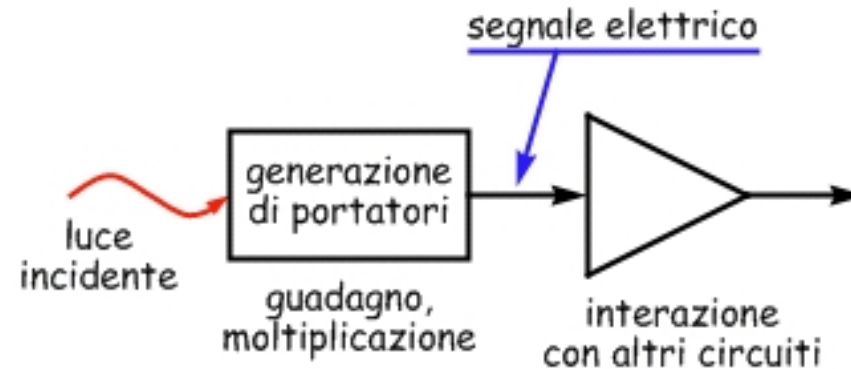 segnale elettrico
generazione
di portatori
luce
incidente
guadagno,
moltiplicazione
interazione
con altri circuiti